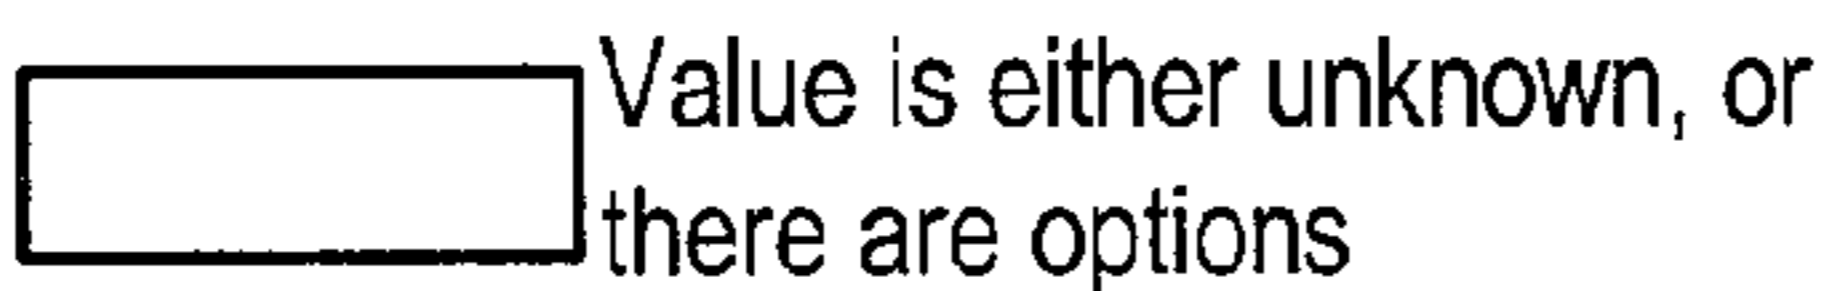 Value is either unknown, or
there are options